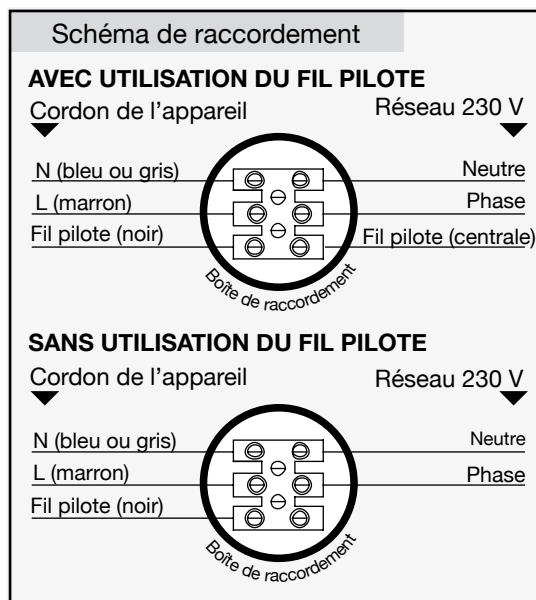 Schéma de raccordement
AVEC UTILISATION DU FIL PILOTE
Cordon de l'appareil Réseau 230 V
N (bleu ou gris) Neutre
L (marron) Phase
Fil pilote (noir) Fil pilote (centrale)
Boîte de raccordement
SANS UTILISATION DU FIL PILOTE
Cordon de l'appareil Réseau 230 V
N (bleu ou gris) Neutre
L (marron) Phase
Fil pilote (noir)
Boîte de raccordement